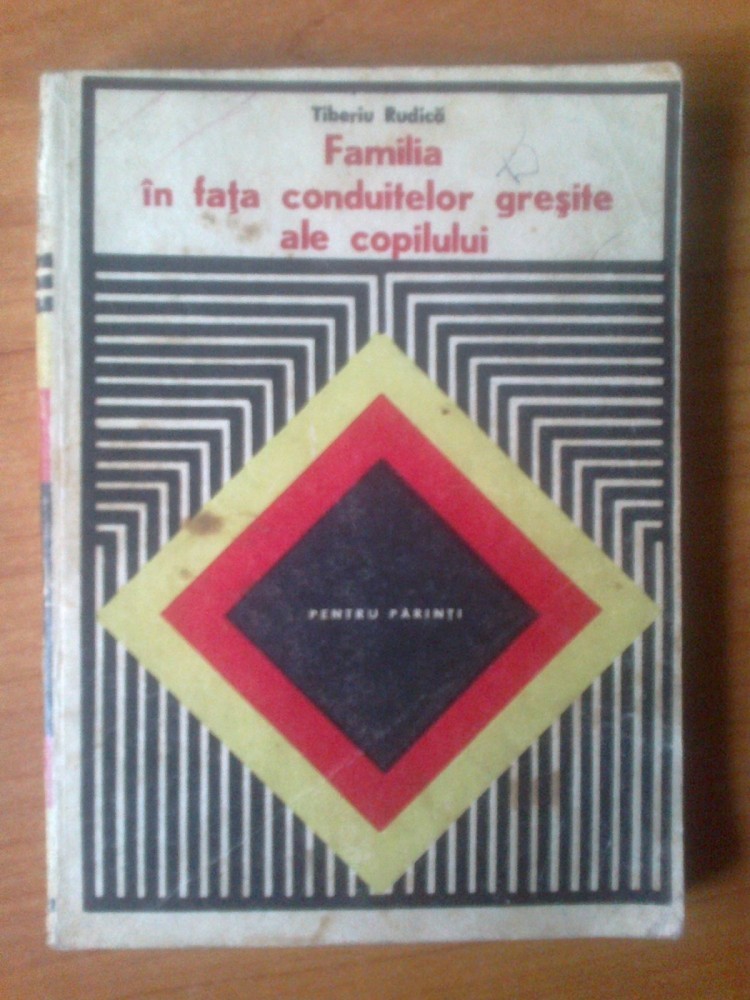 Tiberiu Rudică
Familia
în fața conduitelor greșite
ale copilului
PENTRU PĂRINȚI